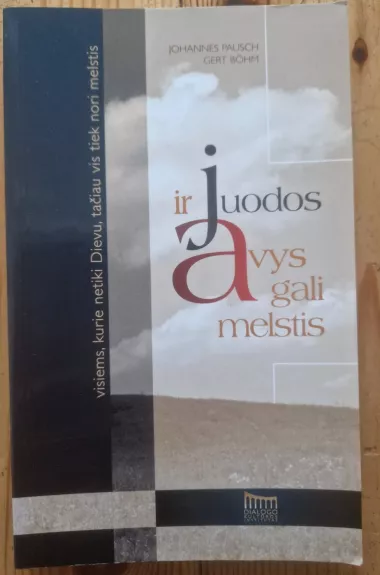 JOHANNES PAUSCH
GERT BÖHM
visiems, kurie netiki Dievu, tačiau vis tiek nori melstis
ir juodos
avys
gali
melstis
DIALOGO